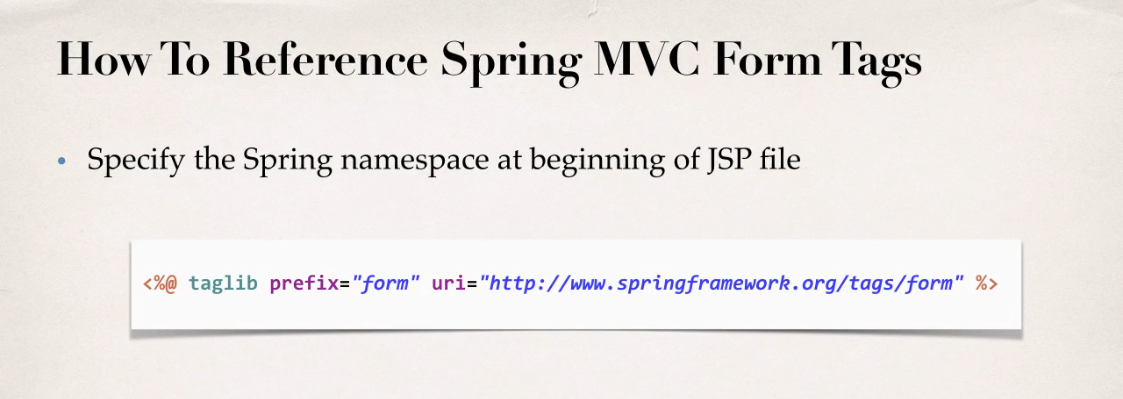 How To Reference Spring MVC Form Tags
• Specify the Spring namespace at beginning of JSP file
<%@ taglib prefix="form" uri="http://www.springframework.org/tags/form" %>